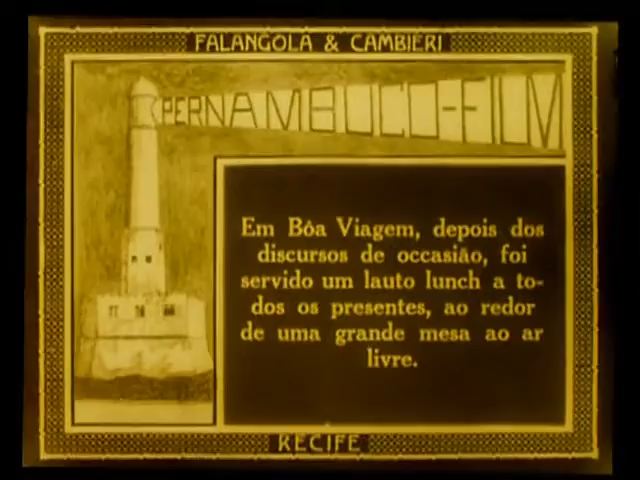 FALANGOLA & CAMBIERI
PERNAMBUCO-FILM
Em Bôa Viagem, depois dos
discursos de occasião, foi
servido um lauto lunch a to-
dos os presentes, ao redor
de uma grande mesa ao ar
livre.
RECIFE